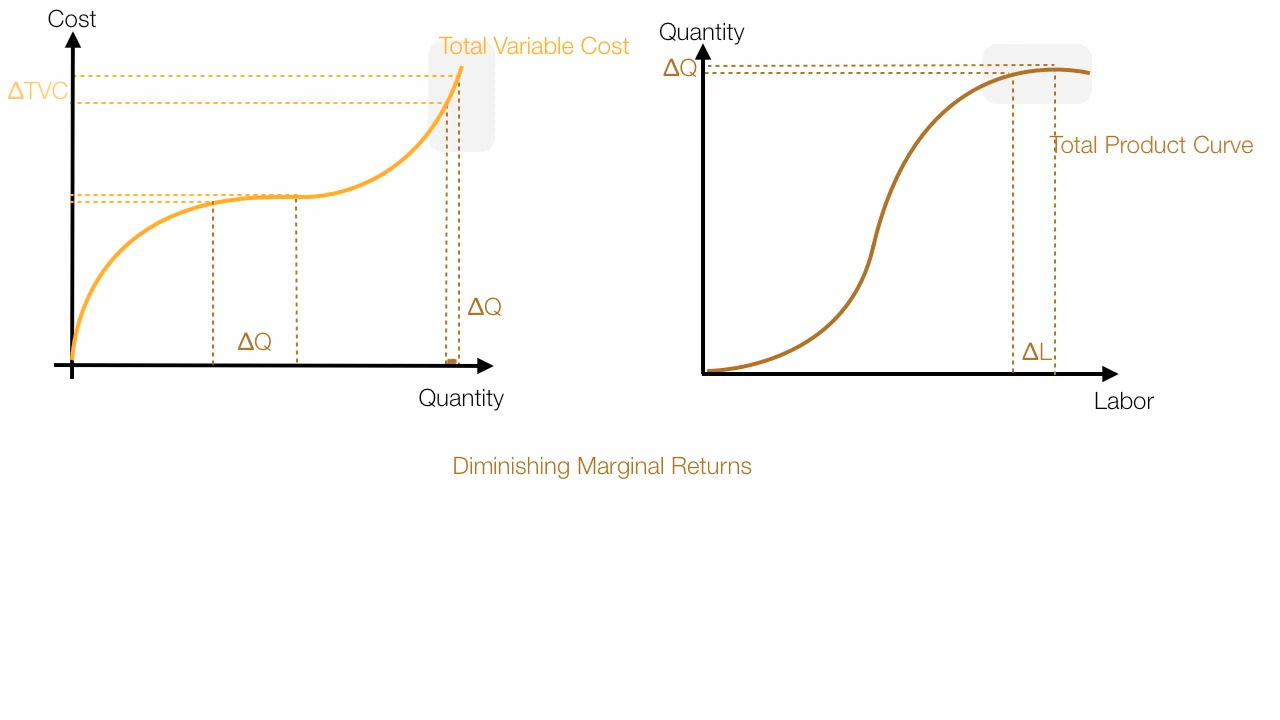 Cost
Total Variable Cost
ΔTVC
ΔQ
ΔQ
Quantity
Quantity
ΔQ
Total Product Curve
ΔL
Labor
Diminishing Marginal Returns